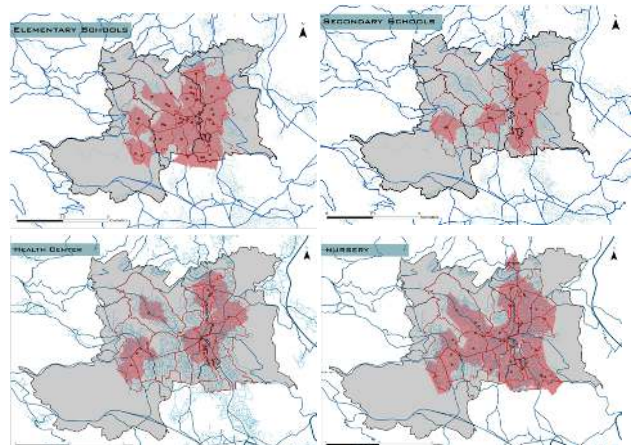 Elementary Schools
Secondary Schools
Health Center
Nursery